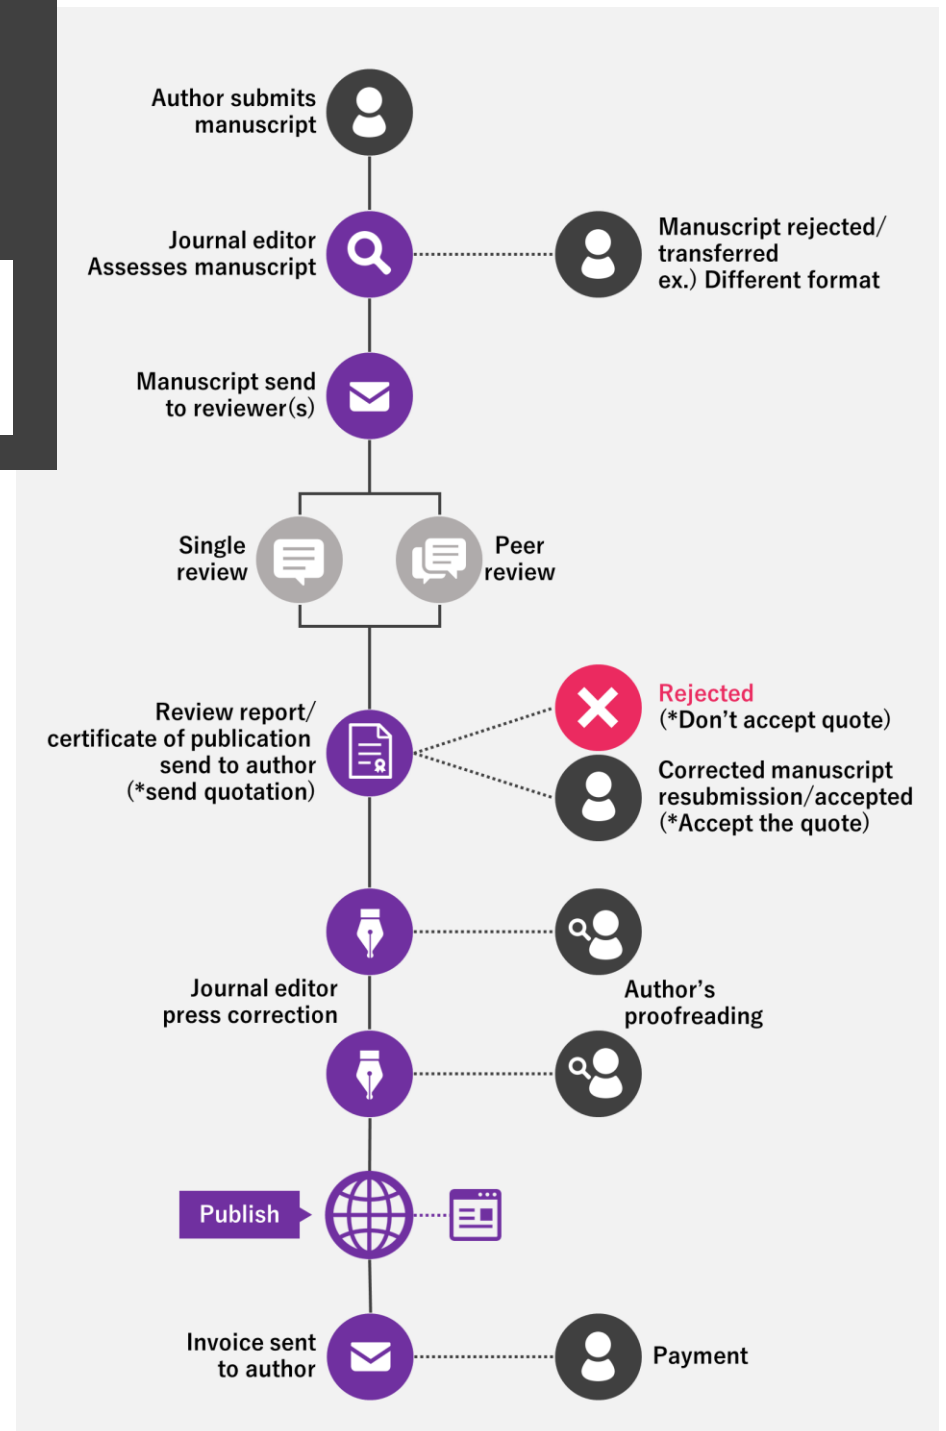 Author submits
manuscript
Journal editor
Assesses manuscript
Manuscript rejected/
transferred
ex.) Different format
Manuscript send
to reviewer(s)
Single
review
Peer
review
Review report/
certificate of publication
send to author
(*send quotation)
Rejected
(*Don't accept quote)
Corrected manuscript
resubmission/accepted
(*Accept the quote)
Journal editor
press correction
Author's
proofreading
Publish
Invoice sent
to author
Payment